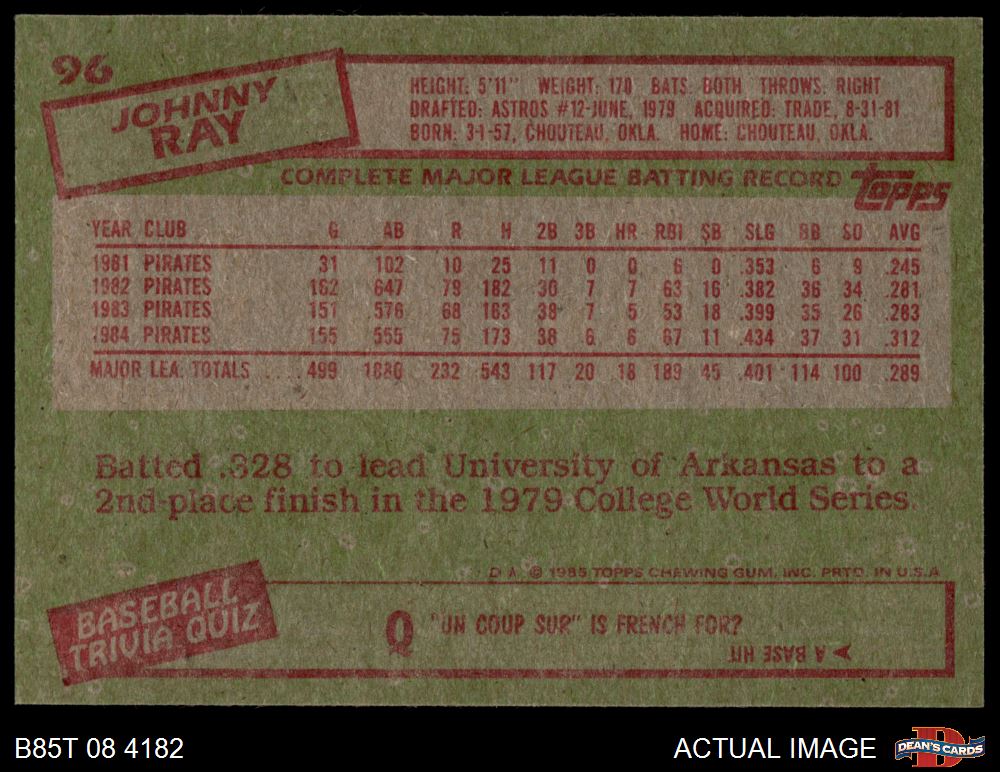 96
JOHNNY
RAY
HEIGHT: 5'11" WEIGHT: 170 BATS: BOTH THROWS: RIGHT
DRAFTED: ASTROS #12-JUNE, 1979 ACQUIRED: TRADE, 8-31-81
BORN: 3-1-57, CHOUTEAU, OKLA. HOME: CHOUTEAU, OKLA.
COMPLETE MAJOR LEAGUE BATTING RECORD
topps
YEAR CLUB G AB R H 2B 3B HR RBI SB SLG BB SO AVG
1981 PIRATES 31 102 10 25 11 0 0 6 0 .353 6 9 .245
1982 PIRATES 162 647 79 182 30 7 7 63 16 .382 36 34 .281
1983 PIRATES 151 576 68 163 38 7 5 53 18 .399 35 26 .283
1984 PIRATES 155 555 75 173 38 6 6 67 11 .434 37 31 .312
MAJOR LEA. TOTALS .... 499 1880 232 543 117 20 18 189 45 .401 114 100 .289
Batted .328 to lead University of Arkansas to a
2nd-place finish in the 1979 College World Series.
D A © 1985 TOPPS CHEWING GUM, INC. PRTD. IN U.S.A
BASEBALL
TRIVIA QUIZ
Q "UN COUP SUR" IS FRENCH FOR?
A BASE HIT
B85T 08 4182
ACTUAL IMAGE
D
DEAN'S CARDS